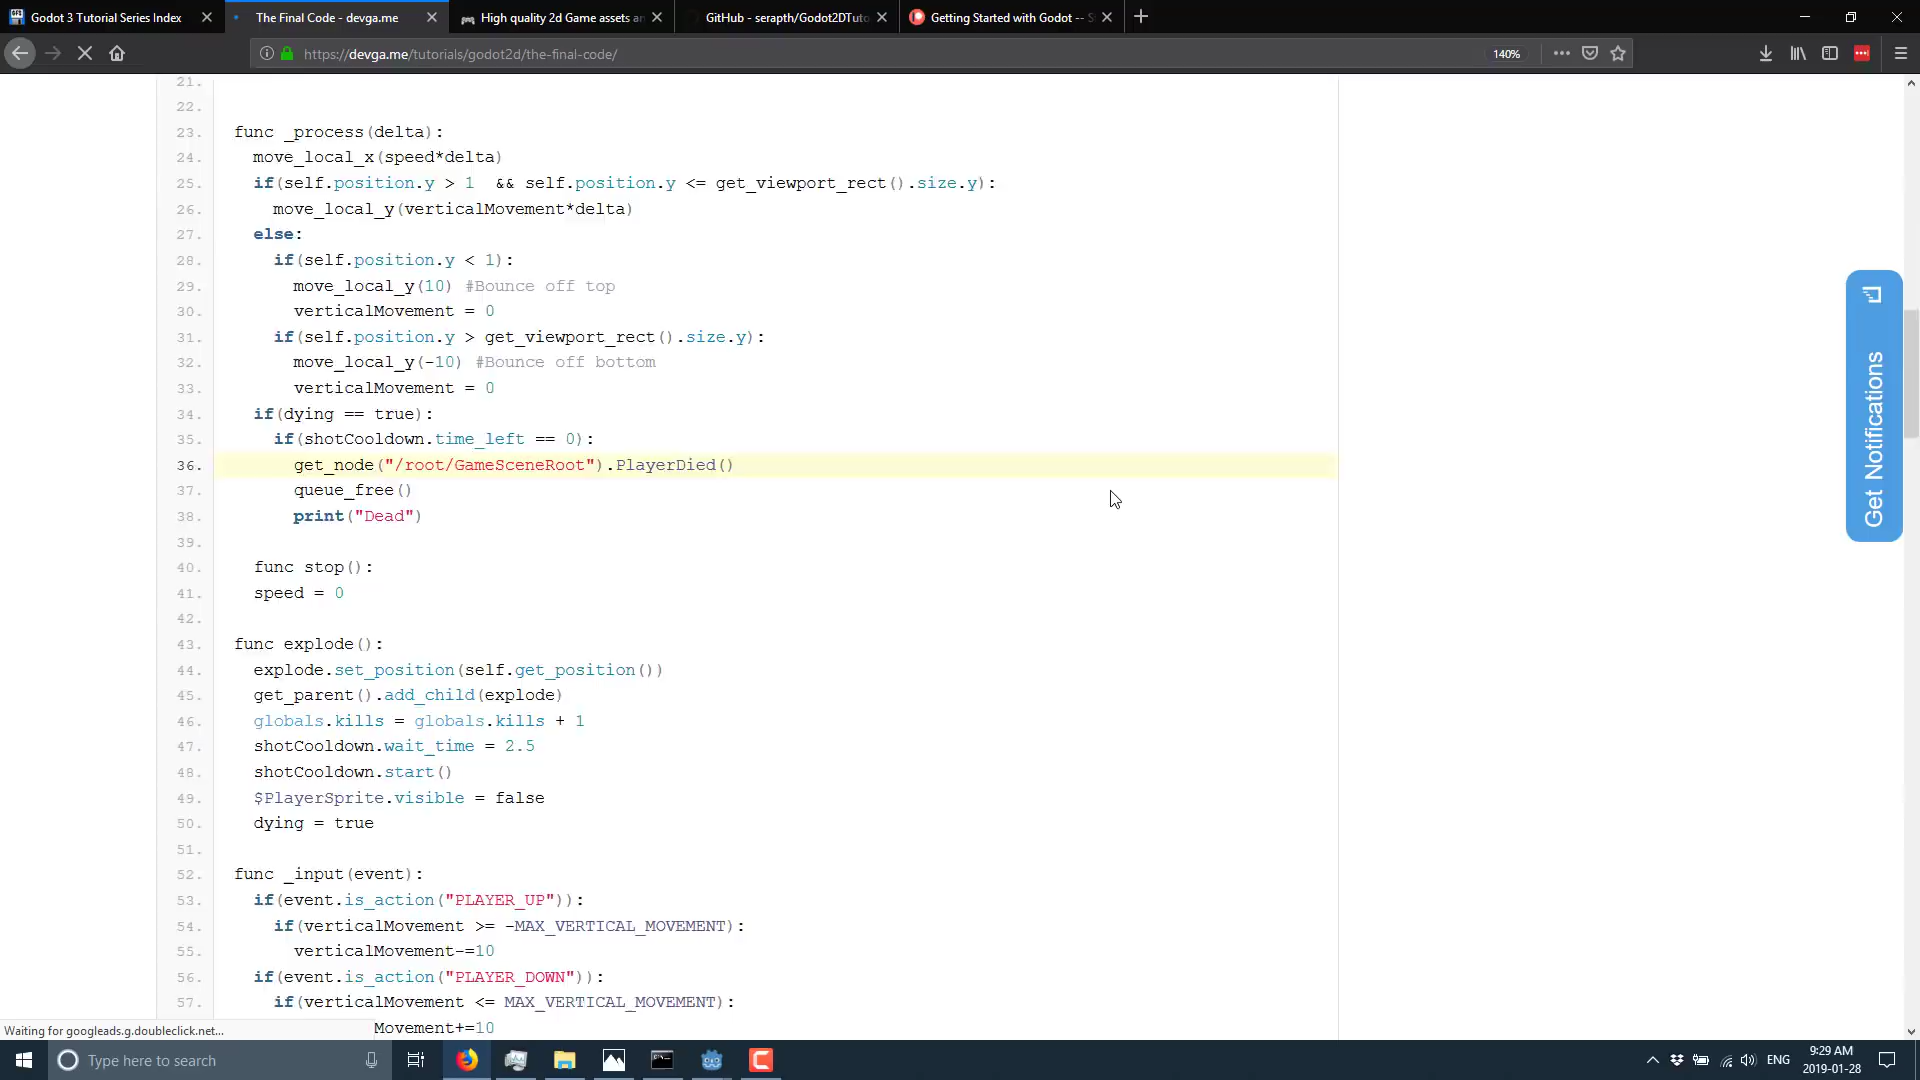 Godot 3 Tutorial Series Index
The Final Code - devga.me
High quality 2d Game assets an
GitHub - serapth/Godot2DTuto
Getting Started with Godot --
https://devga.me/tutorials/godot2d/the-final-code/
140%
21.
22.
23. func _process(delta):
24. move_local_x(speed*delta)
25. if(self.position.y > 1  && self.position.y <= get_viewport_rect().size.y):
26. move_local_y(verticalMovement*delta)
27. else:
28. if(self.position.y < 1):
29. move_local_y(10) #Bounce off top
30. verticalMovement = 0
31. if(self.position.y > get_viewport_rect().size.y):
32. move_local_y(-10) #Bounce off bottom
33. verticalMovement = 0
34. if(dying == true):
35. if(shotCooldown.time_left == 0):
36. get_node("/root/GameSceneRoot").PlayerDied()
37. queue_free()
38. print("Dead")
39.
40. func stop():
41. speed = 0
42.
43. func explode():
44. explode.set_position(self.get_position())
45. get_parent().add_child(explode)
46. globals.kills = globals.kills + 1
47. shotCooldown.wait_time = 2.5
48. shotCooldown.start()
49. $PlayerSprite.visible = false
50. dying = true
51.
52. func _input(event):
53. if(event.is_action("PLAYER_UP")):
54. if(verticalMovement >= -MAX_VERTICAL_MOVEMENT):
55. verticalMovement-=10
56. if(event.is_action("PLAYER_DOWN")):
57. if(verticalMovement <= MAX_VERTICAL_MOVEMENT):
Movement+=10
Get Notifications
Waiting for googleads.g.doubleclick.net...
Type here to search
ENG
9:29 AM
2019-01-28